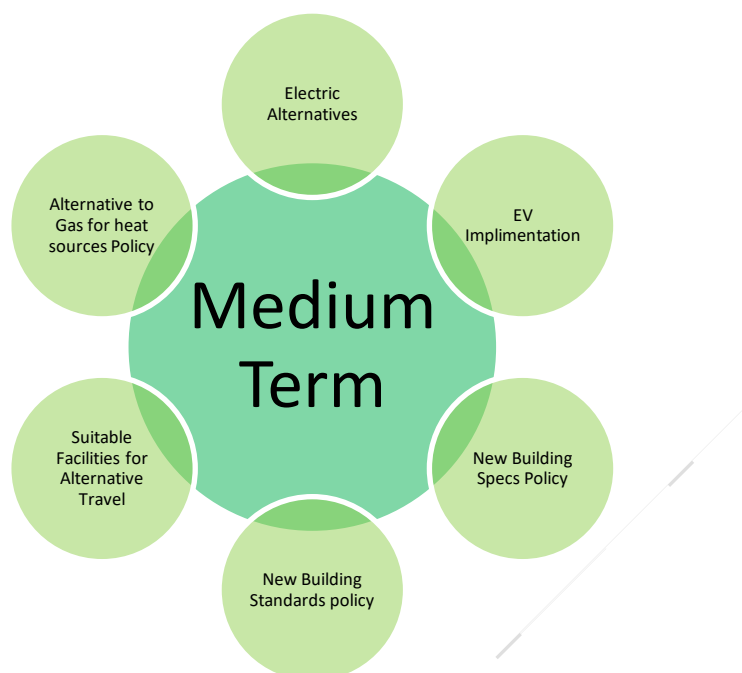 Electric
Alternatives
EV
Implimentation
New Building
Specs Policy
New Building
Standards policy
Suitable
Facilities for
Alternative
Travel
Alternative to
Gas for heat
sources Policy
Medium
Term